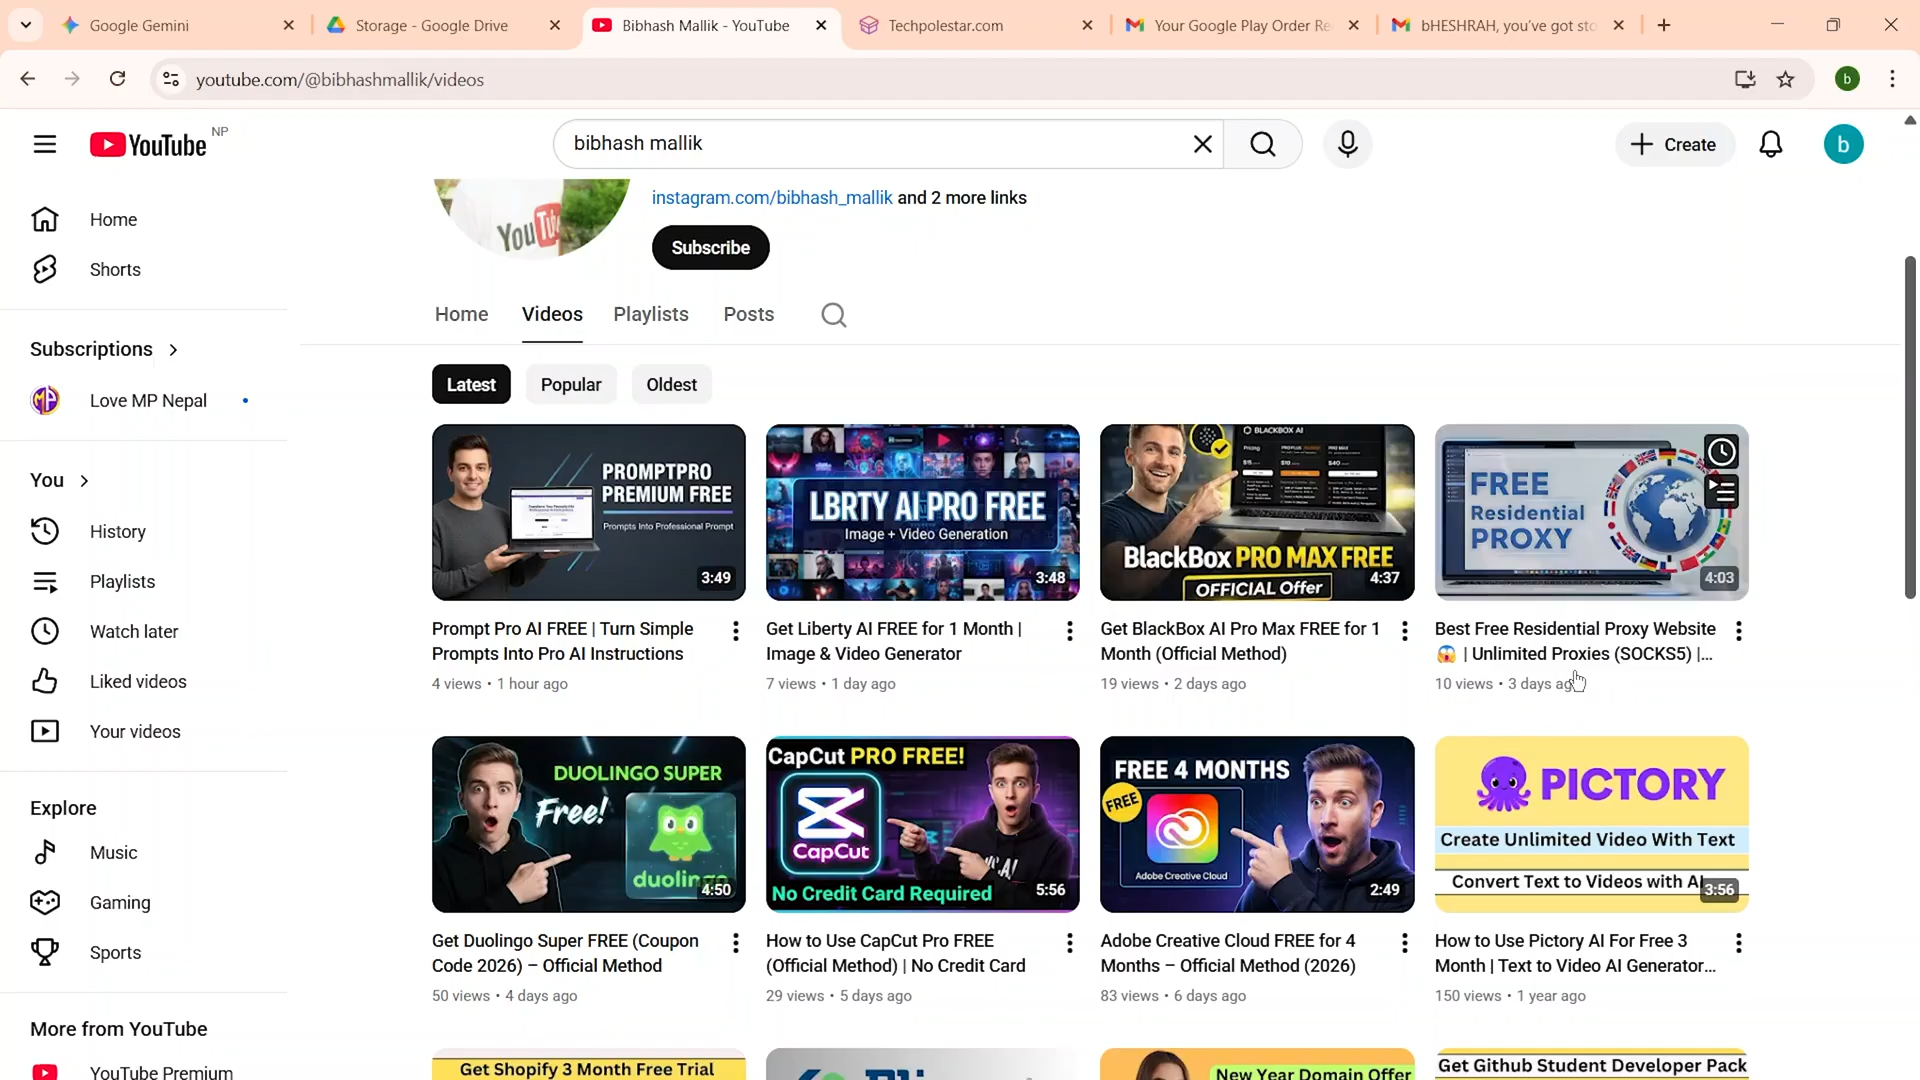 Google Gemini
Storage - Google Drive
Bibhash Mallik - YouTube
Techpolestar.com
Your Google Play Order Re
bHESHRAH, you've got sto
youtube.com/@bibhashmallik/videos
b
YouTube NP
bibhash mallik
Create
b
Home
Shorts
Subscriptions
Love MP Nepal
You
History
Playlists
Watch later
Liked videos
Your videos
Explore
Music
Gaming
Sports
More from YouTube
YouTube Premium
YouTube
instagram.com/bibhash_mallik and 2 more links
Subscribe
Home Videos Playlists Posts
Latest Popular Oldest
PROMPTPRO
PREMIUM FREE
Prompts Into Professional Prompt
3:49
Prompt Pro AI FREE | Turn Simple
Prompts Into Pro AI Instructions
4 views • 1 hour ago
LBRTY AI PRO FREE
Image + Video Generation
3:48
Get Liberty AI FREE for 1 Month |
Image & Video Generator
7 views • 1 day ago
BLACKBOX AI
Pricing
BlackBox PRO MAX FREE
OFFICIAL Offer
4:37
Get BlackBox AI Pro Max FREE for 1
Month (Official Method)
19 views • 2 days ago
FREE
Residential
PROXY
4:03
Best Free Residential Proxy Website
😱 | Unlimited Proxies (SOCKS5) |...
10 views • 3 days ago
DUOLINGO SUPER
Free!
duolingo
4:50
Get Duolingo Super FREE (Coupon
Code 2026) – Official Method
50 views • 4 days ago
CapCut PRO FREE!
CapCut
No Credit Card Required
5:56
How to Use CapCut Pro FREE
(Official Method) | No Credit Card
29 views • 5 days ago
FREE 4 MONTHS
FREE
Adobe Creative Cloud
2:49
Adobe Creative Cloud FREE for 4
Months – Official Method (2026)
83 views • 6 days ago
PICTORY
Create Unlimited Video With Text
Convert Text to Videos with AI
3:56
How to Use Pictory AI For Free 3
Month | Text to Video AI Generator...
150 views • 1 year ago
Get Shopify 3 Month Free Trial
New Year Domain Offer
Get Github Student Developer Pack